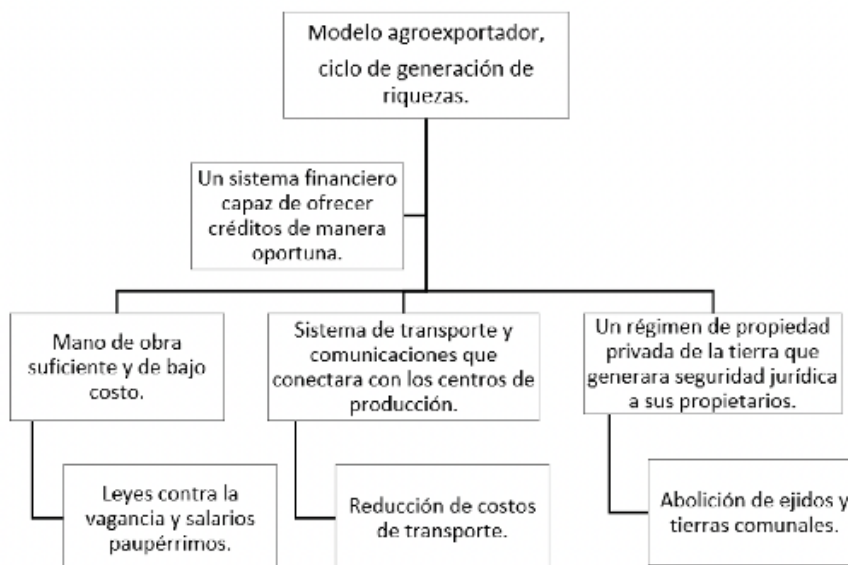 Modelo agroexportador,
ciclo de generación de
riquezas.
Un sistema financiero
capaz de ofrecer
créditos de manera
oportuna.
Mano de obra
suficiente y de bajo
costo.
Sistema de transporte y
comunicaciones que
conectara con los centros de
producción.
Un régimen de propiedad
privada de la tierra que
generara seguridad jurídica
a sus propietarios.
Leyes contra la
vagancia y salarios
paupérrimos.
Reducción de costos
de transporte.
Abolición de ejidos y
tierras comunales.